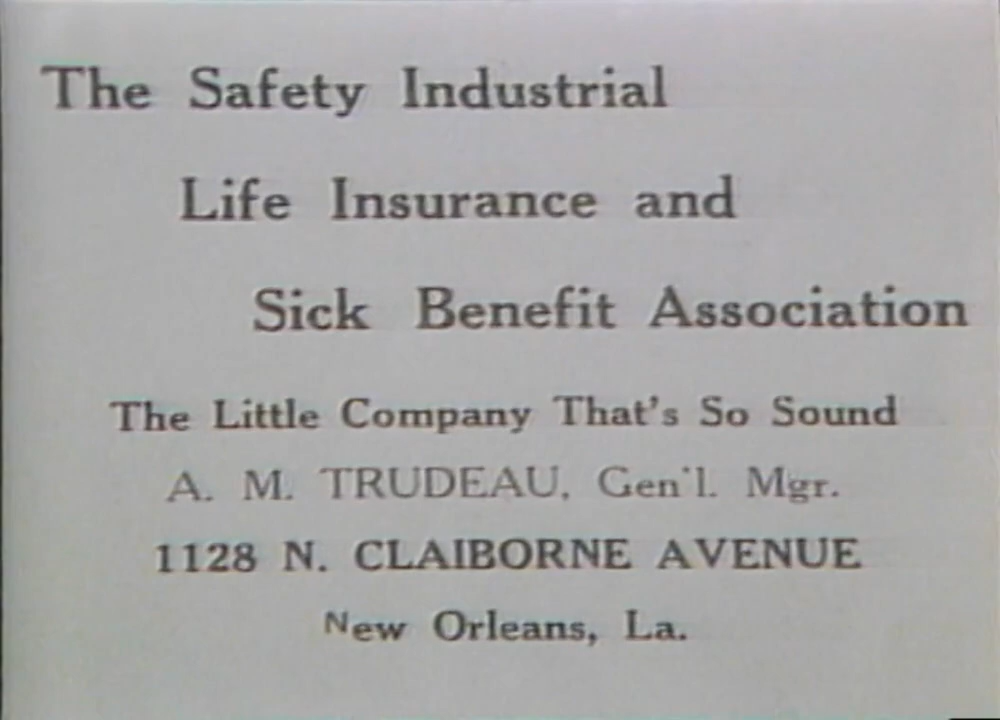 The Safety Industrial
Life Insurance and
Sick Benefit Association
The Little Company That's So Sound
A. M. TRUDEAU, Gen'l. Mgr.
1128 N. CLAIBORNE AVENUE
New Orleans, La.